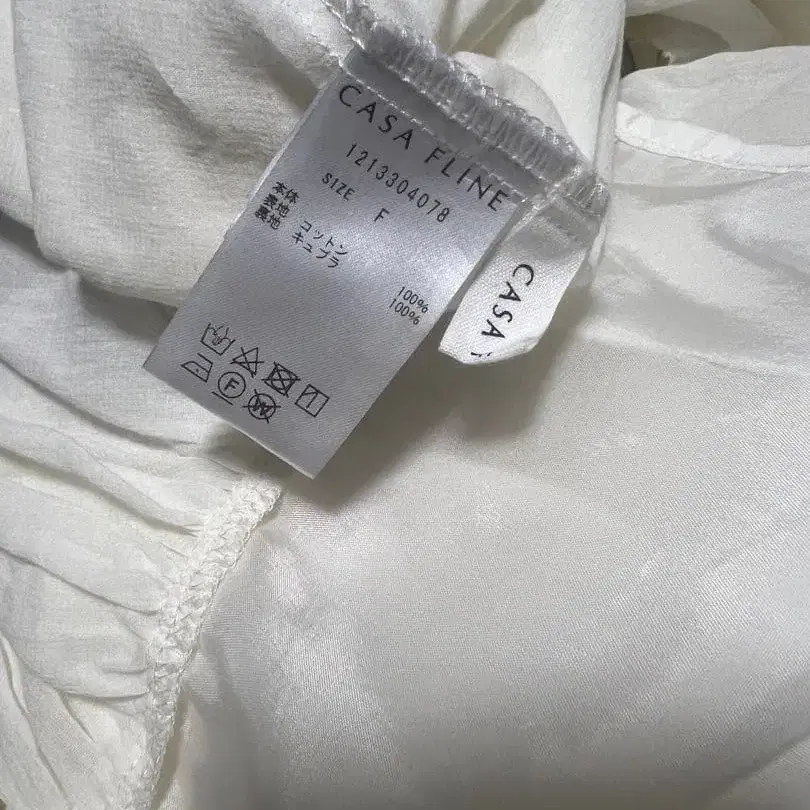 CASA FLINE
1213304078
SIZE F
本体
表地 コットン 100%
裏地 キュプラ 100%
F
W
CASA